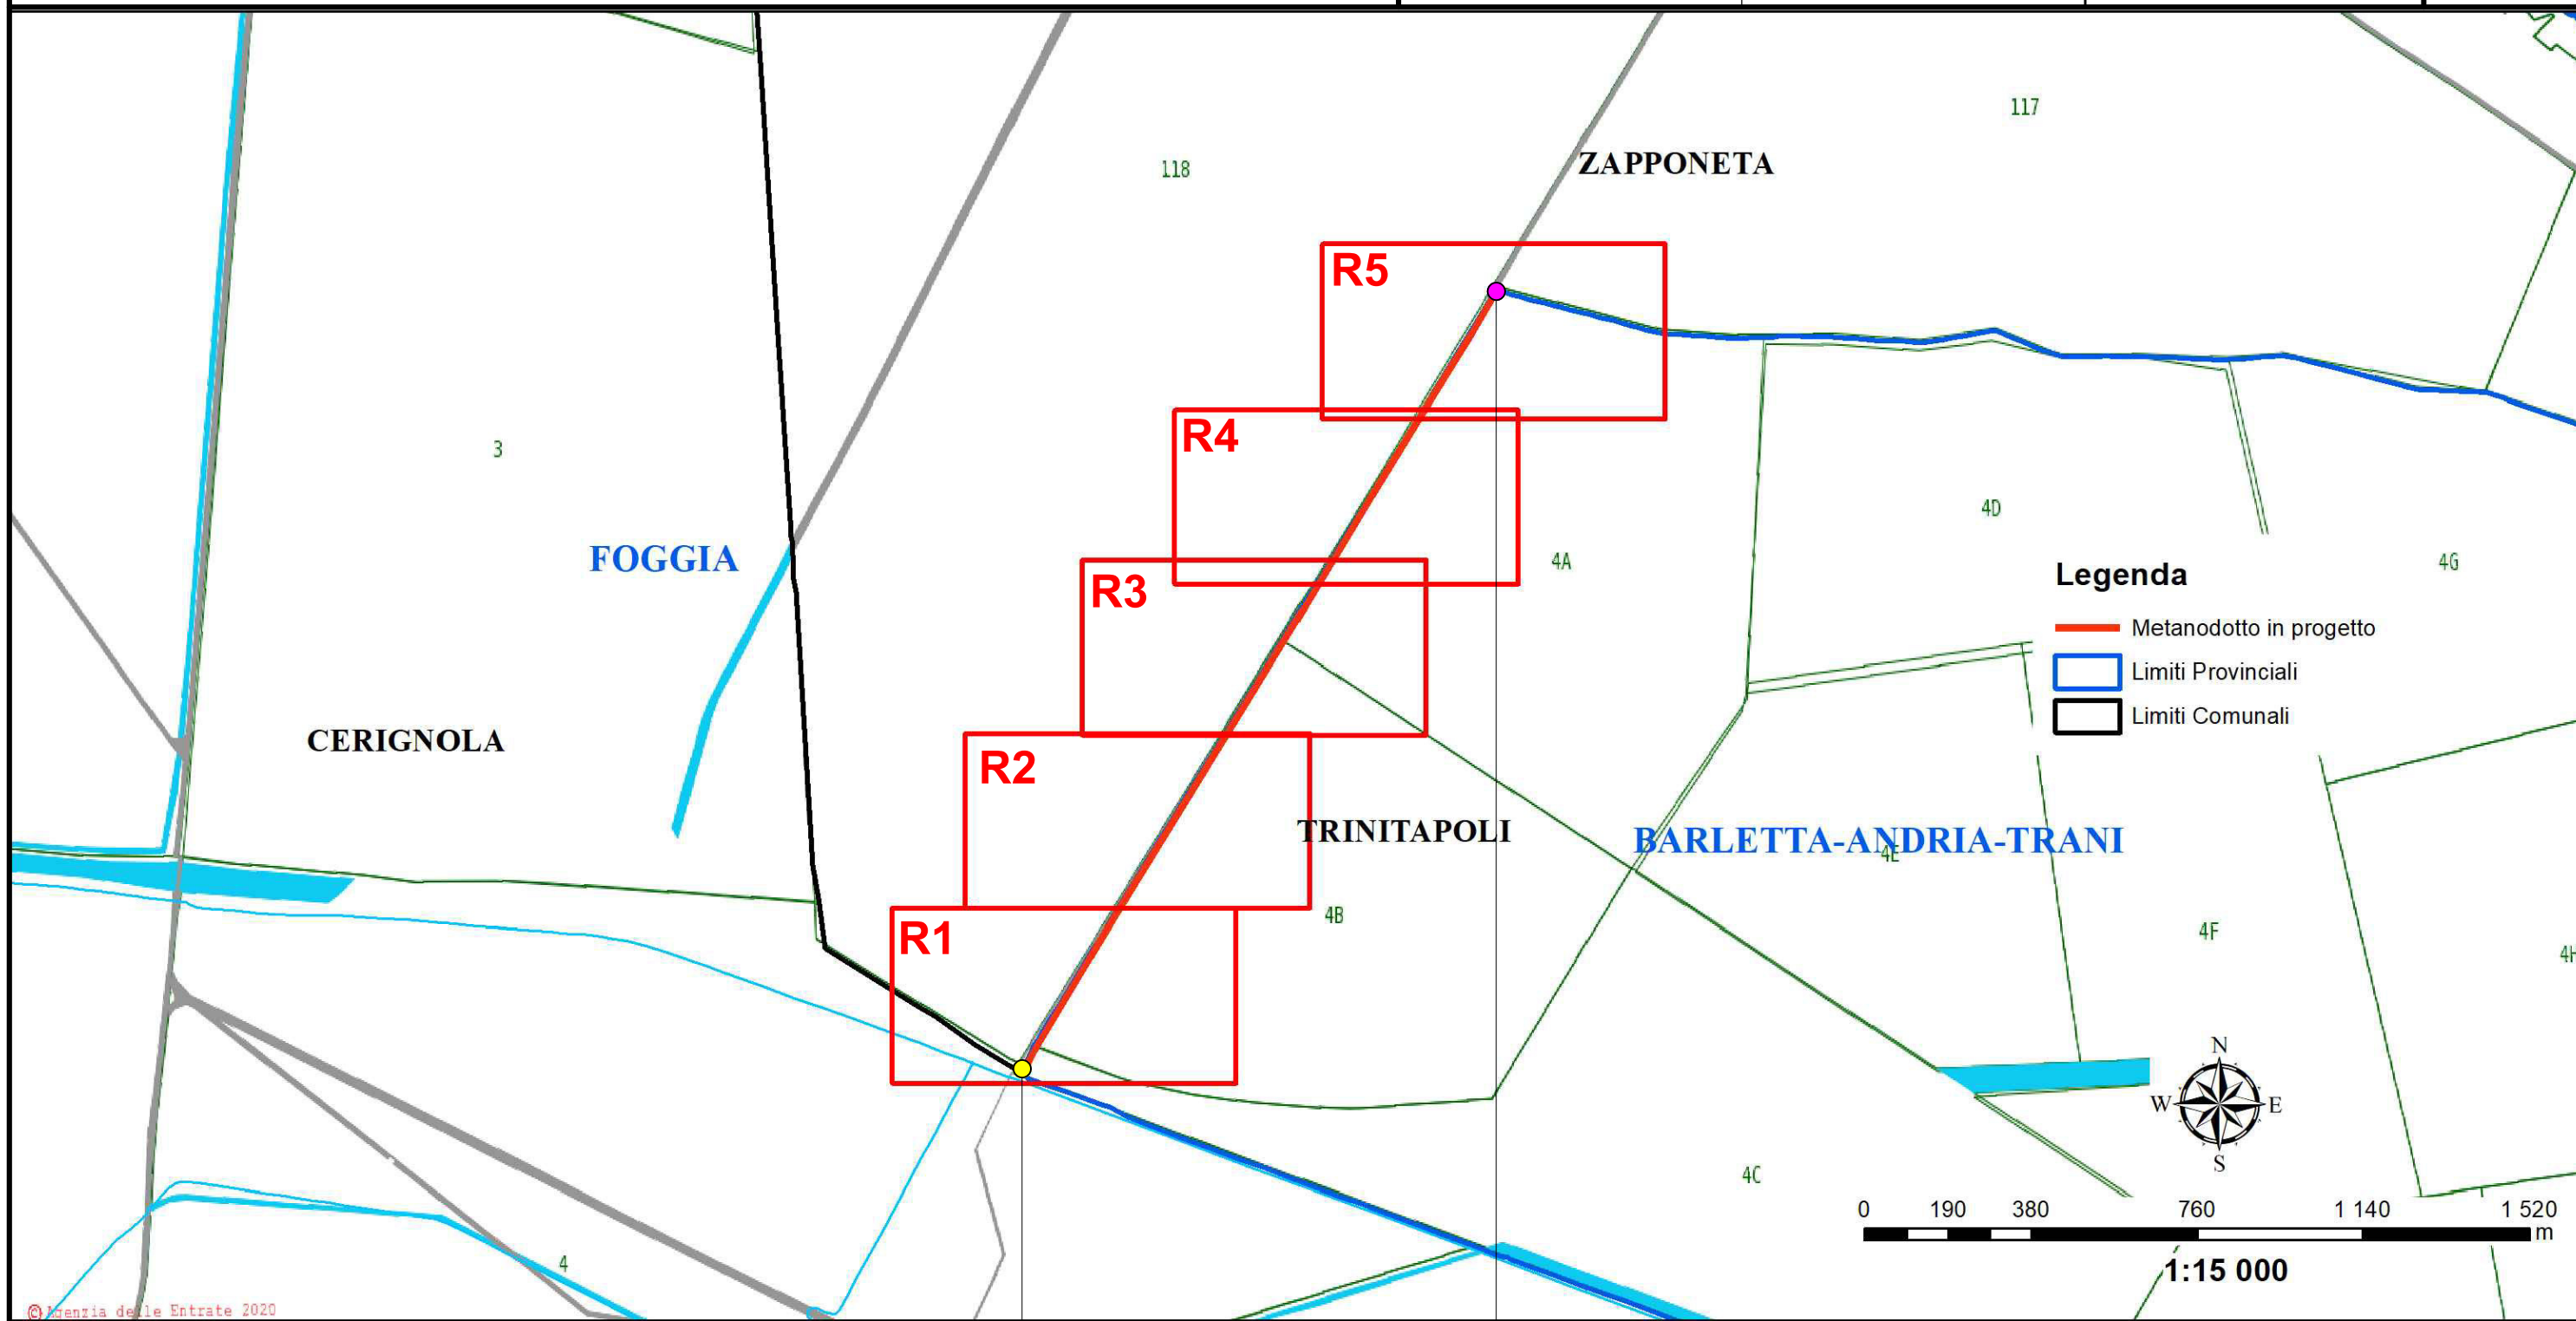 117
ZAPPONETA
118
R5
R4
3
4D
FOGGIA
4A
4G
Legenda
R3
Metanodotto in progetto
Limiti Provinciali
Limiti Comunali
CERIGNOLA
R2
TRINITAPOLI
BARLETTA-ANDRIA-TRANI
4E
4B
4F
R1
4H
N
W E
S
4C
0 190 380 760 1 140 1 520
m
4
1:15 000
© Agenzia delle Entrate 2020